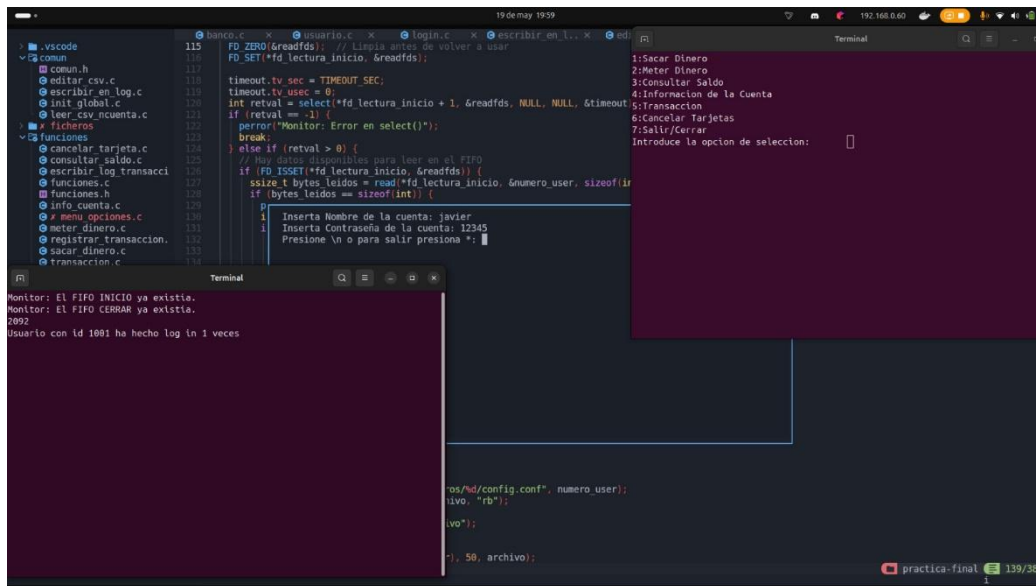 19 de may 19:59
192.168.0.60
banco.c × usuario.c × login.c × escribir_en_l.. ×
.vscode
comun
comun.h
editar_csv.c
escribir_en_log.c
init_global.c
leer_csv_ncuenta.c
ficheros
funciones
cancelar_tarjeta.c
consultar_saldo.c
escribir_log_transacci
funciones.c
funciones.h
info_cuenta.c
menu_opciones.c
meter_dinero.c
registrar_transaccion.
sacar_dinero.c
transaccion.c
115 FD_ZERO(&readfds); // Limpia antes de volver a usar
116 FD_SET(*fd_lectura_inicio, &readfds);
117
118 timeout.tv_sec = TIMEOUT_SEC;
119 timeout.tv_usec = 0;
120 int retval = select(*fd_lectura_inicio + 1, &readfds, NULL, NULL, &timeout
121 if (retval == -1) {
122 perror("Monitor: Error en select()");
123 break;
124 } else if (retval > 0) {
125 // Hay datos disponibles para leer en el FIFO
126 if (FD_ISSET(*fd_lectura_inicio, &readfds)) {
127 ssize_t bytes_leidos = read(*fd_lectura_inicio, &numero_user, sizeof(in
128 if (bytes_leidos == sizeof(int)) {
129 p
130 i
131 i
132
133
134
Inserta Nombre de la cuenta: javier
Inserta Contraseña de la cuenta: 12345
Presione \n o para salir presiona *:
Terminal
1:Sacar Dinero
2:Meter Dinero
3:Consultar Saldo
4:Informacion de la Cuenta
5:Transaccion
6:Cancelar Tarjetas
7:Salir/Cerrar
Introduce la opcion de seleccion:
Terminal
Monitor: El FIFO INICIO ya existia.
Monitor: El FIFO CERRAR ya existia.
2092
Usuario con id 1001 ha hecho log in 1 veces
ros/%d/config.conf", numero_user);
hivo, "rb");
ivo");
r), 50, archivo);
practica-final 139/38
i